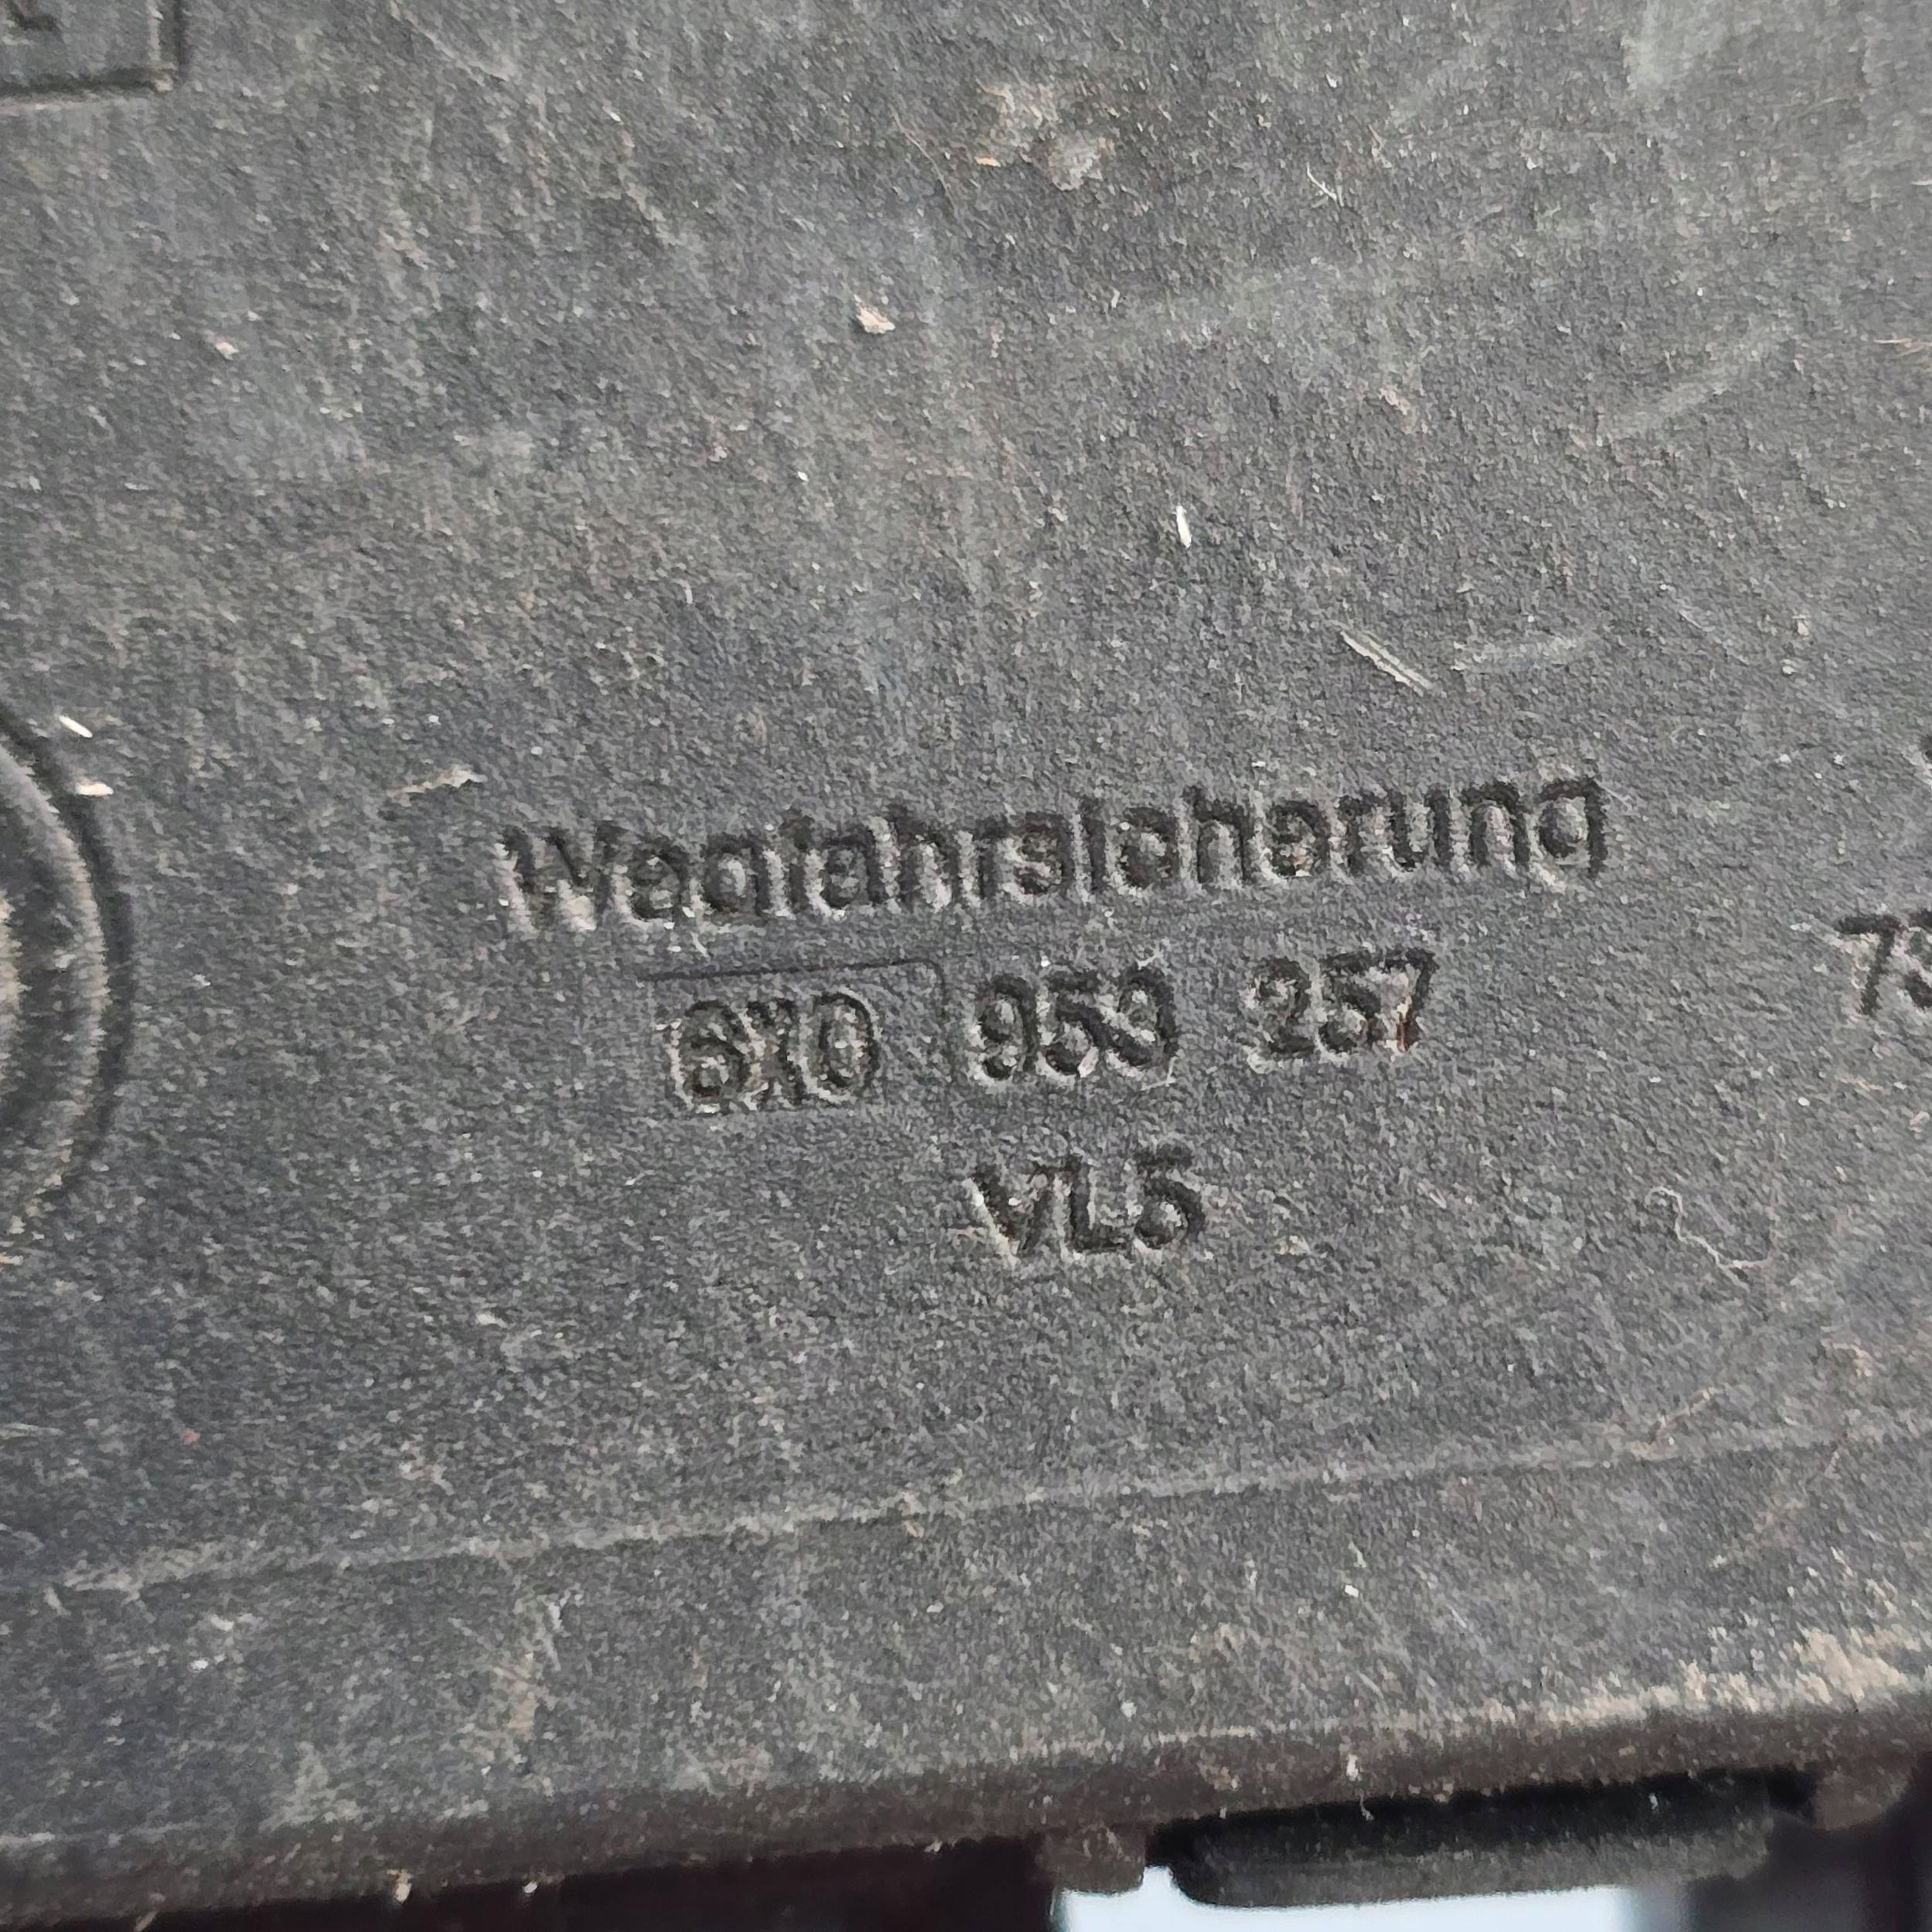 Wegfahrsicherung
6X0 953 257
VL5